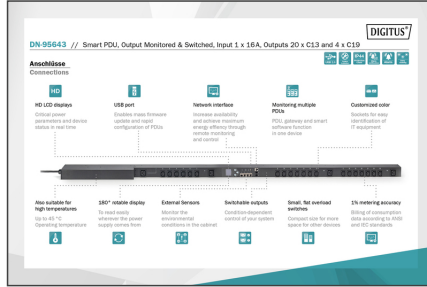 DIGITUS®
DN-95643 // Smart PDU, Output Monitored & Switched, Input 1 x 16A, Outputs 20 x C13 and 4 x C19
Anschlüsse
Connections
HD
HD LCD displays
Critical power
parameters and device
status in real time
USB port
Enables mass firmware
update and rapid
configuration of PDUs
Network interface
Increase availability
and achieve maximum
energy effieny through
remote monitoring
and control
Monitoring multiple
PDUs
PDU, gateway and smart
software function
in one device
Customized color
Sockets for easy
identification of
IT equipment
Also suitable for
high temperatures
Up to 45 °C
Operating temperature
180° rotable display
To read easily
wherever the power
supply comes from
External Sensors
Monitor the
environmental
conditions in the cabinet
Switchable outputs
Condition-dependent
control of your system
Small, flat overload
switches
Compact size for more
space for other devices
1% metering accuracy
Billing of consumption
data according to ANSI
and IEC standards